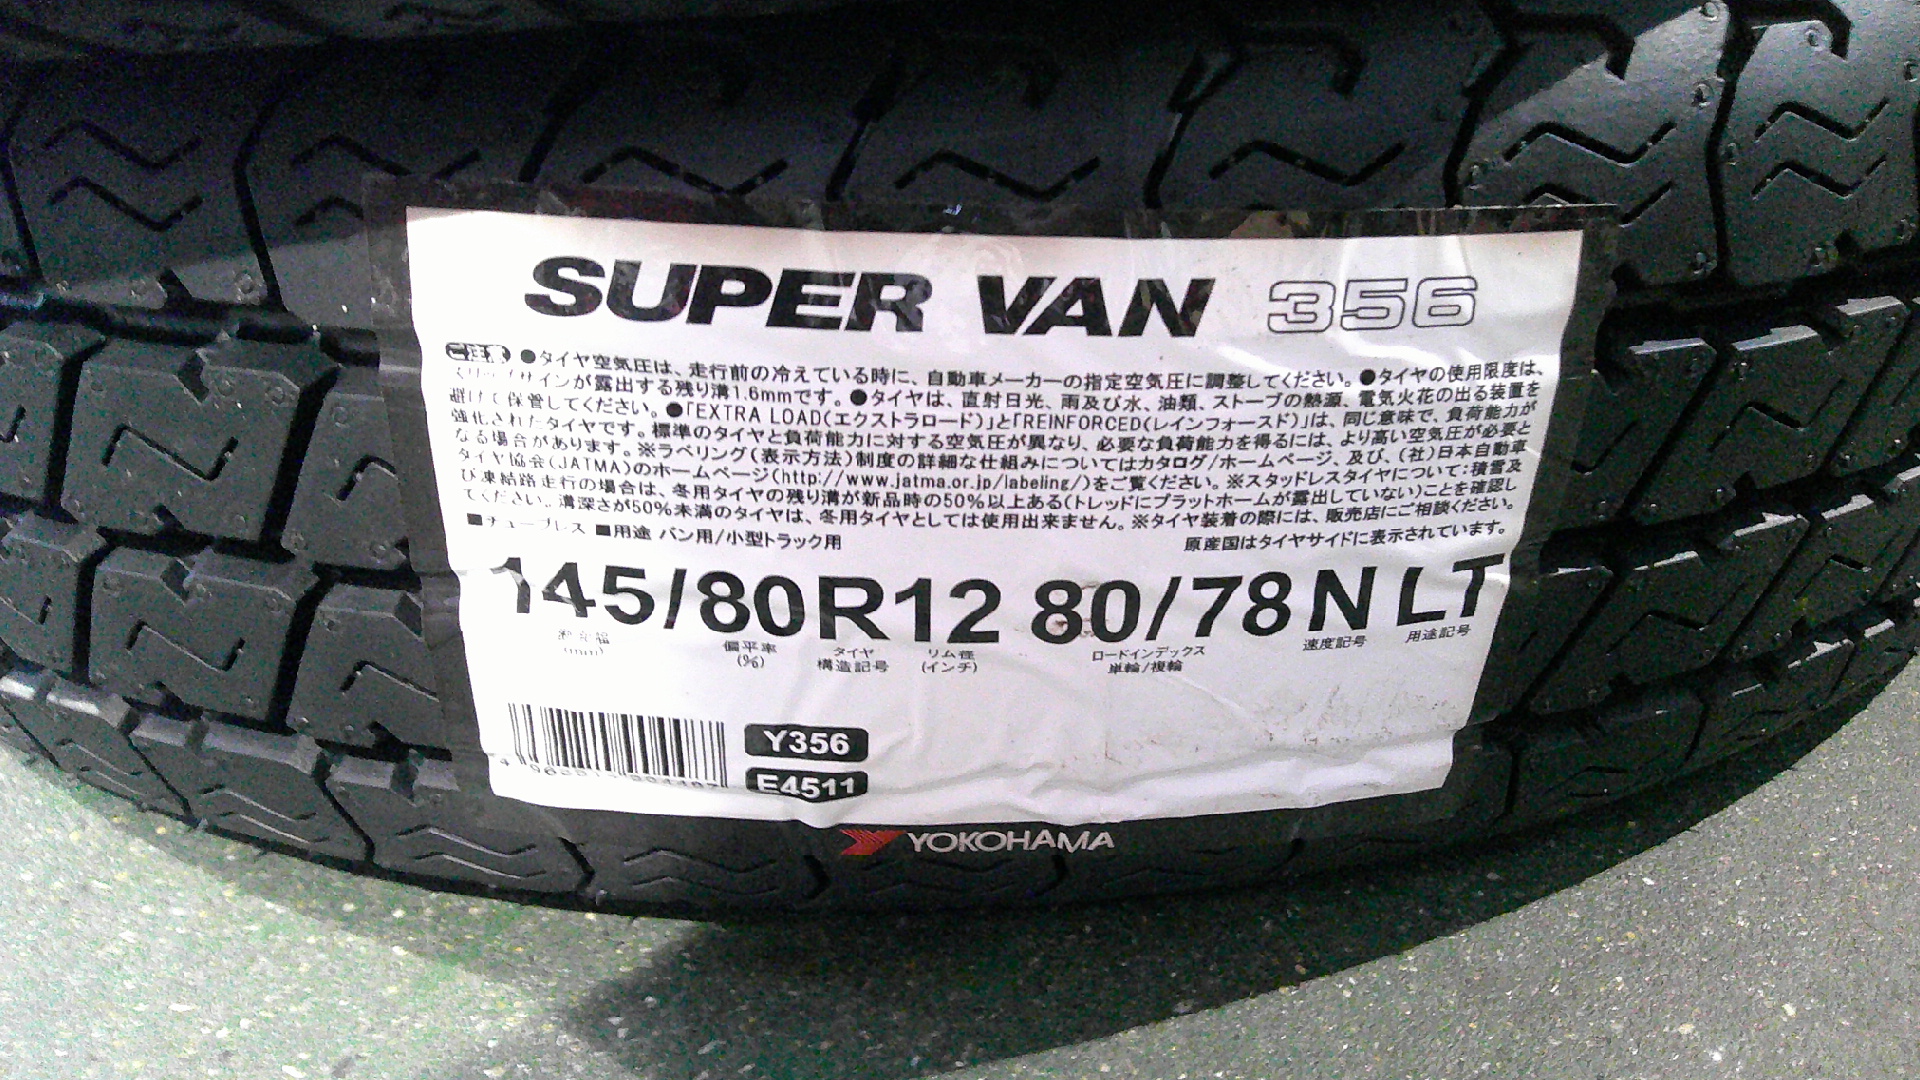 SUPER VAN 356
ご注意 ●タイヤ空気圧は、走行前の冷えている時に、自動車メーカーの指定空気圧に調整してください。●タイヤの使用限度は、
スリップサインが露出する残り溝1.6mmです。●タイヤは、直射日光、雨及び水、油類、ストーブの熱源、電気火花の出る装置を
避けて保管してください。●「EXTRA LOAD(エクストラロード)」と「REINFORCED(レインフォースド)」は、同じ意味で、負荷能力が
強化されたタイヤです。標準のタイヤと負荷能力に対する空気圧が異なり、必要な負荷能力を得るには、より高い空気圧が必要と
なる場合があります。※ラベリング(表示方法)制度の詳細な仕組みについてはカタログ/ホームページ、及び、(社)日本自動車
タイヤ協会(JATMA)のホームページ(http://www.jatma.or.jp/labeling/)をご覧ください。※スタッドレスタイヤについて:積雪及
び凍結路走行の場合は、冬用タイヤの残り溝が新品時の50%以上ある(トレッドにプラットホームが露出していない)ことを確認し
てください。溝深さが50%未満のタイヤは、冬用タイヤとしては使用出来ません。※タイヤ装着の際には、販売店にご相談ください。
■チューブレス ■用途 バン用/小型トラック用 原産国はタイヤサイドに表示されています。
145/80R12 80/78N LT
(mm) 偏平率 (%) タイヤ 構造記号 リム径 (インチ) ロードインデックス 単輪/複輪 速度記号 用途記号
Y356
E4511
YOKOHAMA